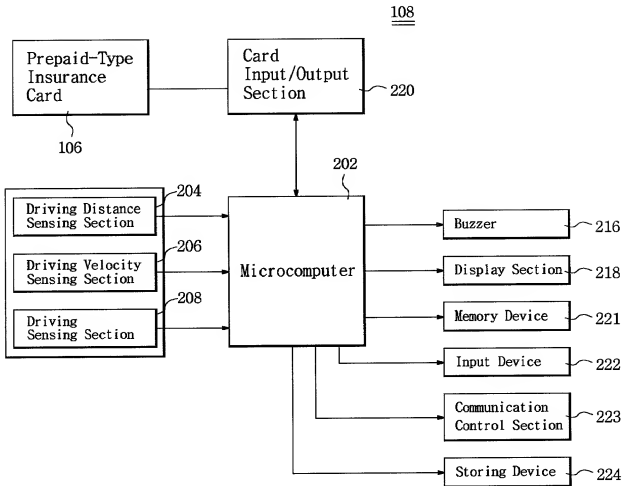 108
Prepaid-Type
Insurance
Card
106
Card
Input/Output
Section
220
202
Microcomputer
204
Driving Distance
Sensing Section
206
Driving Velocity
Sensing Section
208
Driving
Sensing Section
Buzzer
216
Display Section
218
Memory Device
221
Input Device
222
Communication
Control Section
223
Storing Device
224